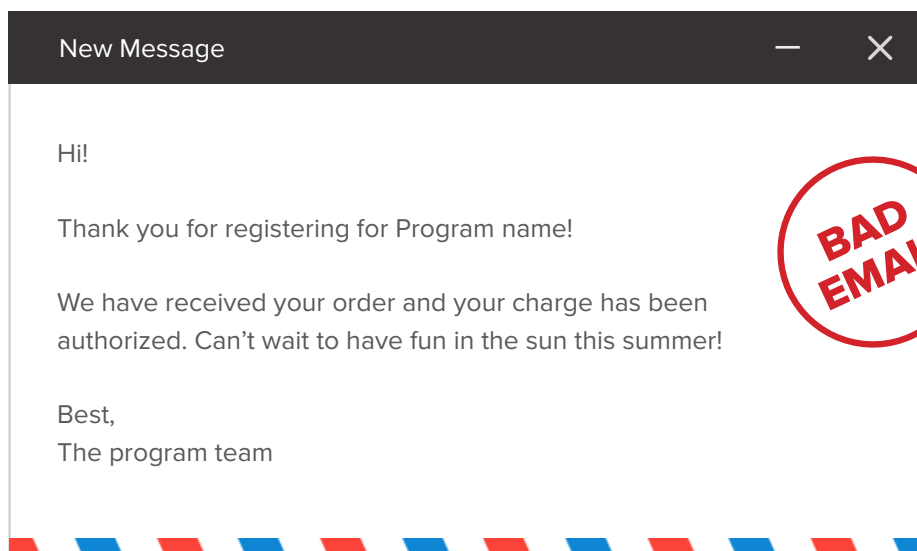 New Message
Hi!
Thank you for registering for Program name!
BAD
We have received your order and your charge has been
authorized. Can’t wait to have fun in the sun this summer!
Best,
The program team